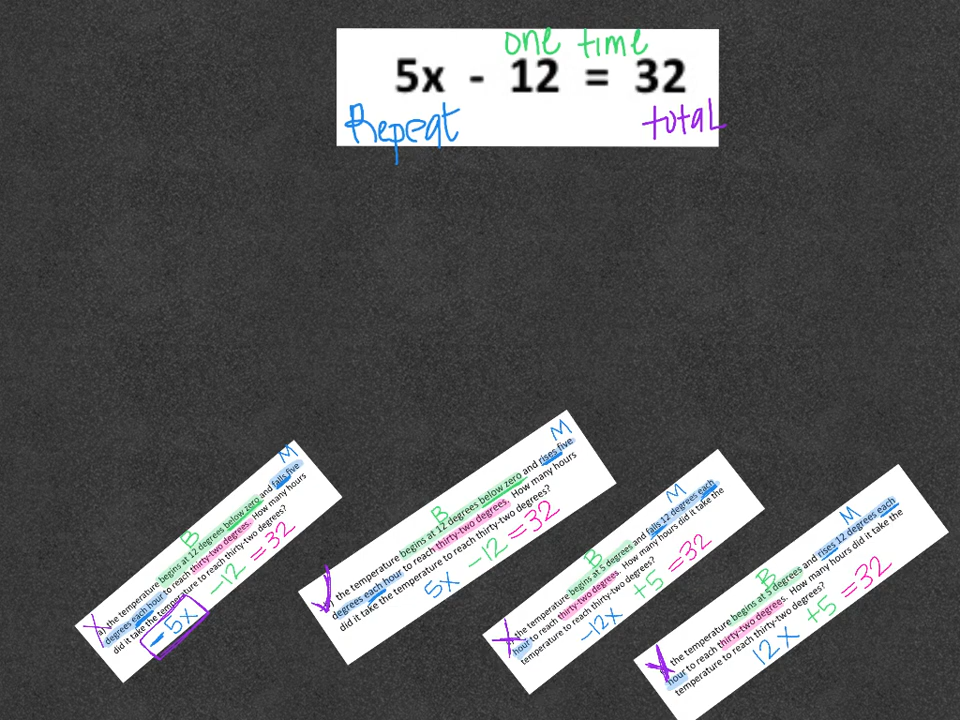 one time
5x - 12 = 32
Repeat
total
M
B
a) the temperature begins at 12 degrees below zero and falls five
degrees each hour to reach thirty-two degrees. How many hours
did it take the temperature to reach thirty-two degrees?
-5x -12 = 32
M
B
the temperature begins at 12 degrees below zero and rises five
degrees each hour to reach thirty-two degrees. How many hours
did it take the temperature to reach thirty-two degrees?
5x -12 = 32
M
B
the temperature begins at 5 degrees and falls 12 degrees each
hour to reach thirty-two degrees. How many hours did it take the
temperature to reach thirty-two degrees?
-12x +5 = 32
M
B
the temperature begins at 5 degrees and rises 12 degrees each
hour to reach thirty-two degrees. How many hours did it take the
temperature to reach thirty-two degrees?
12x +5 = 32